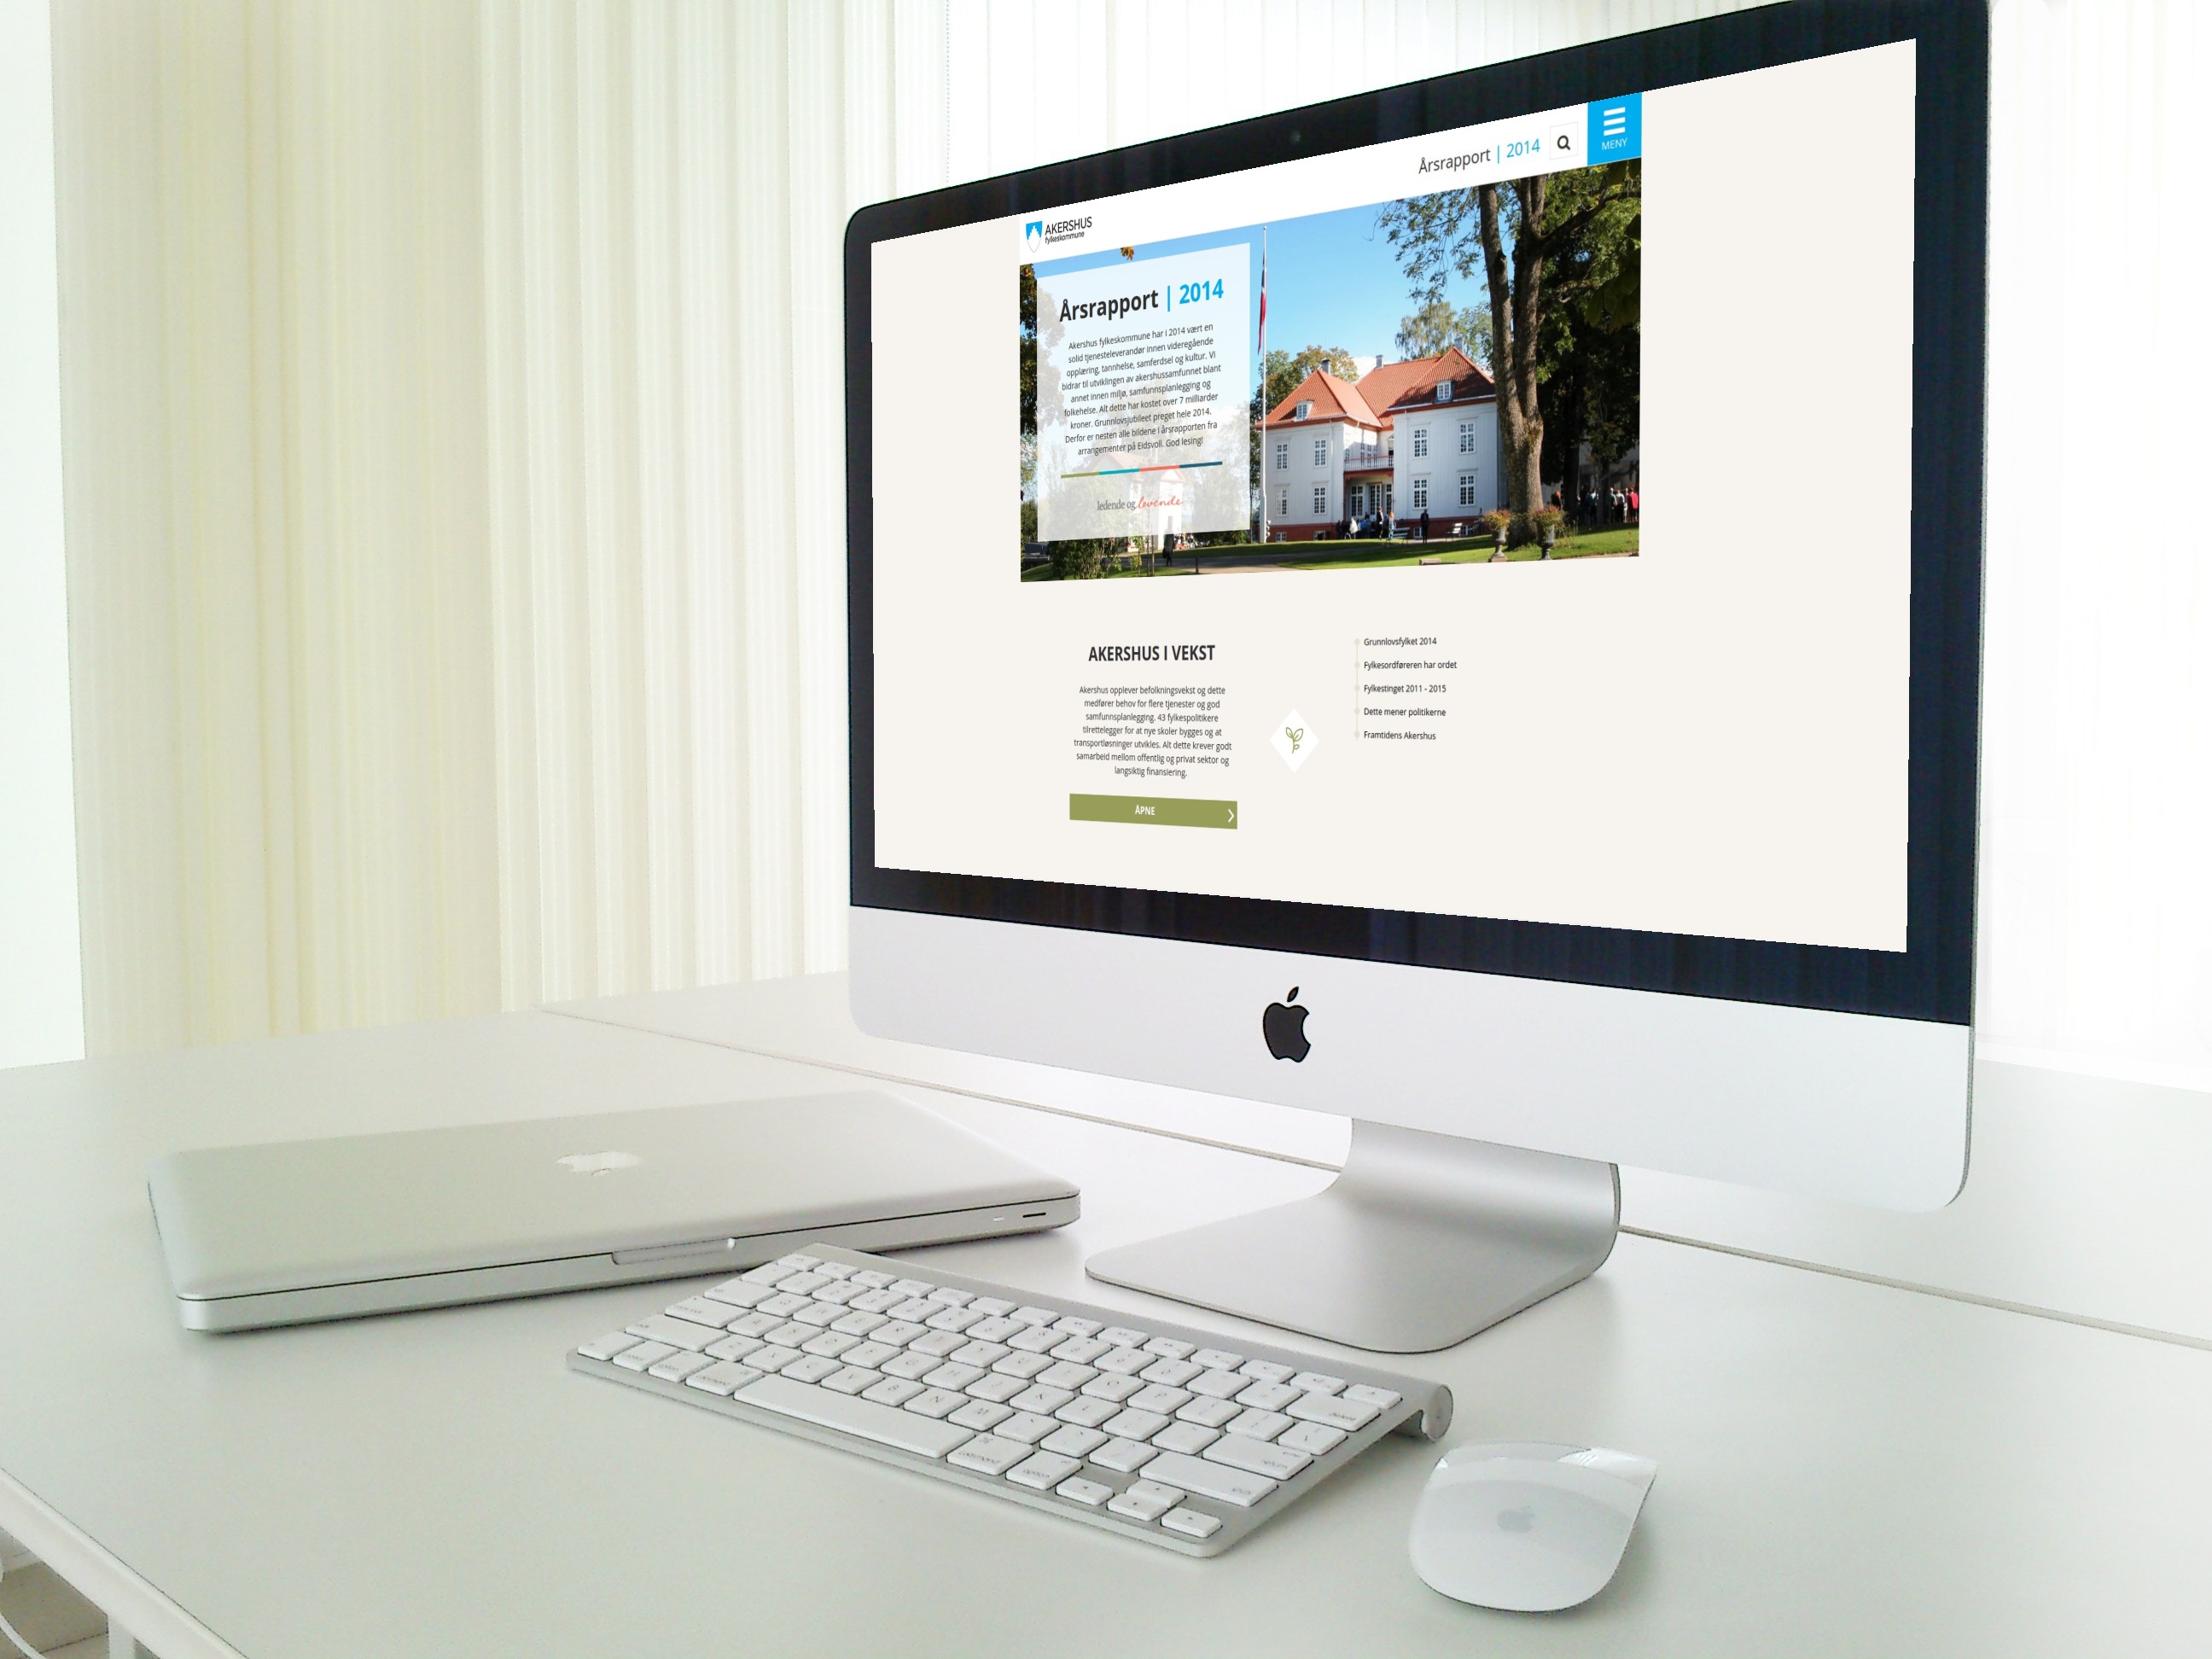 Årsrapport | 2014
MENY
AKERSHUS
fylkeskommune
Årsrapport | 2014
Akershus fylkeskommune har i 2014 vært en
solid tjenesteleverandør innen videregående
opplæring, tannhelse, samferdsel og kultur. Vi
bidrar til utviklingen av akershussamfunnet blant
annet innen miljø, samfunnsplanlegging og
folkehelse. Alt dette har kostet over 7 milliarder
kroner. Grunnlovsjubileet preget hele 2014.
Derfor er nesten alle bildene i årsrapporten fra
arrangementer på Eidsvoll. God lesing!
ledende og levende
AKERSHUS I VEKST
Akershus opplever befolkningsvekst og dette
medfører behov for flere tjenester og god
samfunnsplanlegging. 43 fylkespolitikere
tilrettelegger for at nye skoler bygges og at
transportløsninger utvikles. Alt dette krever godt
samarbeid mellom offentlig og privat sektor og
langsiktig finansiering.
ÅPNE
Grunnlovsfylket 2014
Fylkesordføreren har ordet
Fylkestinget 2011 - 2015
Dette mener politikerne
Framtidens Akershus
command
option
return